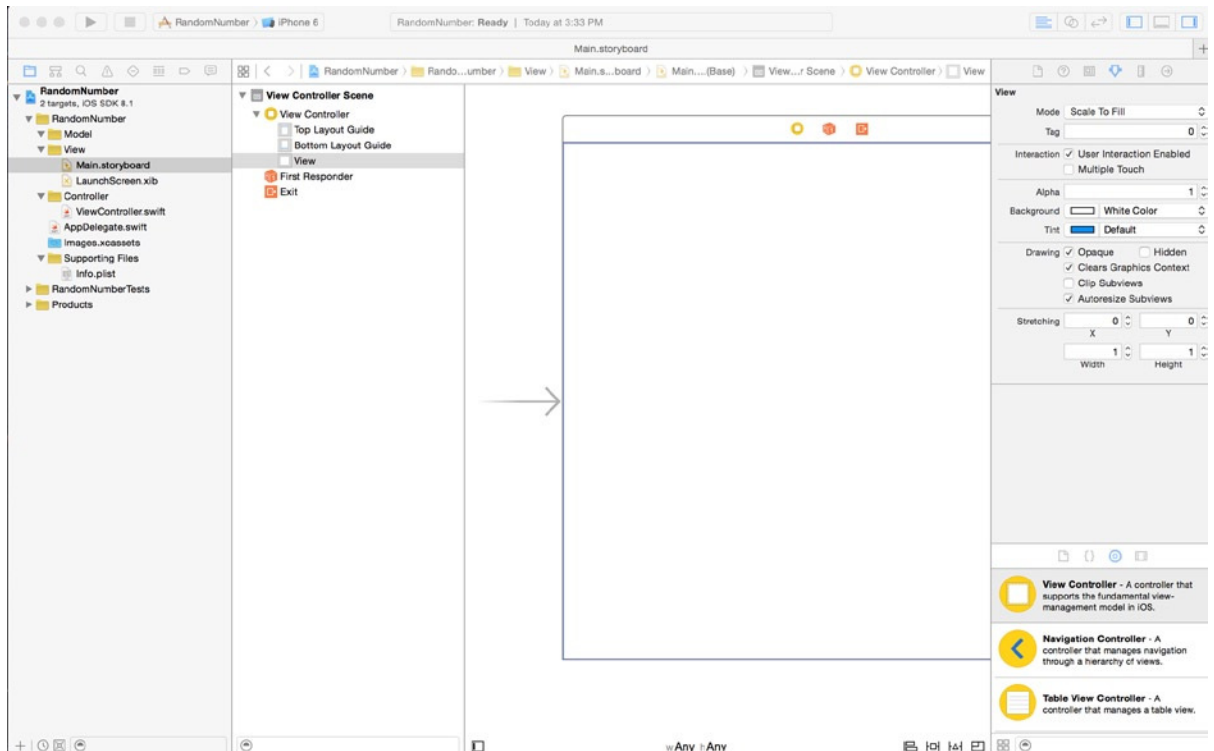 RandomNumber
iPhone 6
RandomNumber: Ready | Today at 3:33 PM
Main.storyboard
RandomNumber
Rando...umber
View
Main.s...board
Main....(Base)
View...r Scene
View Controller
View
RandomNumber
2 targets, iOS SDK 8.1
RandomNumber
Model
View
Main.storyboard
LaunchScreen.xib
Controller
ViewController.swift
AppDelegate.swift
Images.xcassets
Supporting Files
Info.plist
RandomNumberTests
Products
View Controller Scene
View Controller
Top Layout Guide
Bottom Layout Guide
View
First Responder
Exit
View
Mode Scale To Fill
Tag 0
Interaction User Interaction Enabled
Multiple Touch
Alpha 1
Background White Color
Tint Default
Drawing Opaque Hidden
Clears Graphics Context
Clip Subviews
Autoresize Subviews
Stretching 0 0
X Y
1 1
Width Height
View Controller - A controller that
supports the fundamental view-
management model in iOS.
Navigation Controller - A
controller that manages navigation
through a hierarchy of views.
Table View Controller - A
controller that manages a table view.
wAny hAny